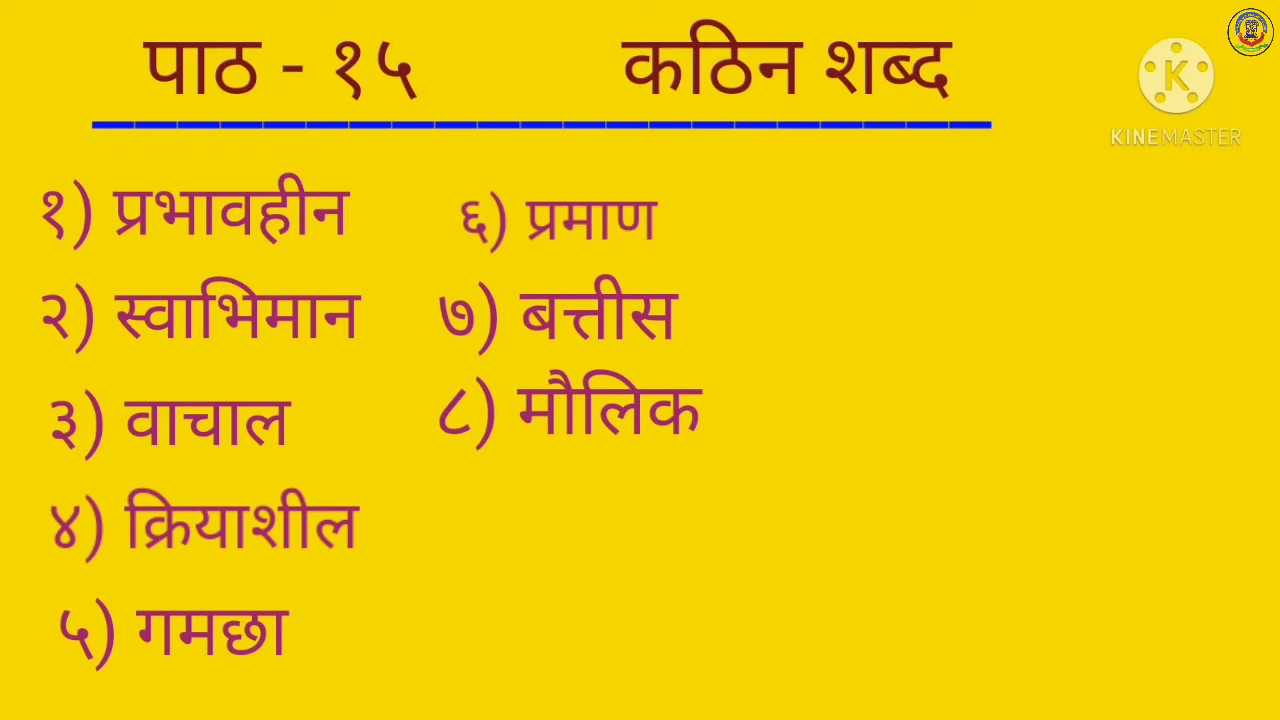 पाठ - १५ कठिन शब्द
KINEMASTER
१) प्रभावहीन
२) स्वाभिमान
३) वाचाल
४) क्रियाशील
५) गमछा
६) प्रमाण
७) बत्तीस
८) मौलिक